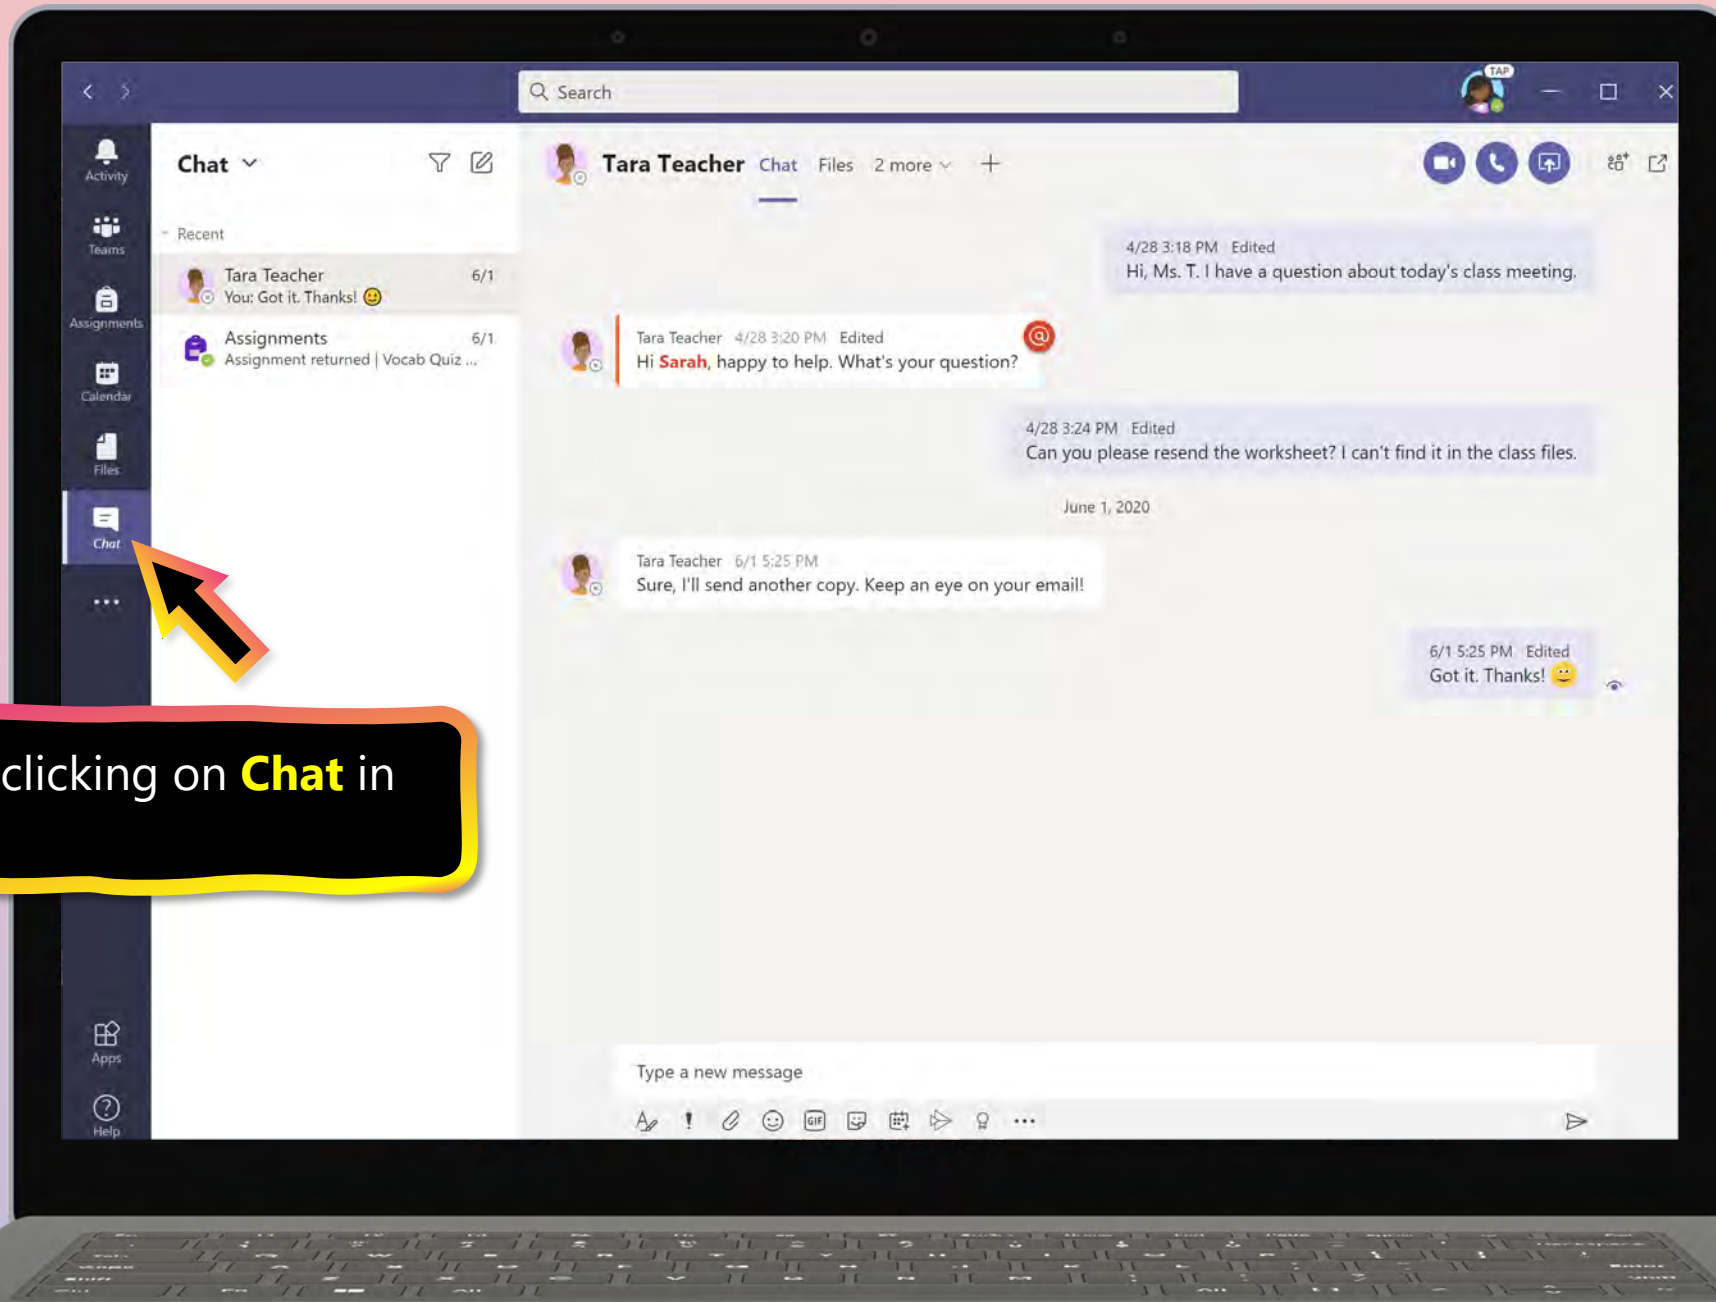 Search
TAP
Activity
Teams
Assignments
Calendar
Files
Chat
Apps
Help
Chat
Recent
Tara Teacher 6/1
You: Got it. Thanks!
Assignments 6/1
Assignment returned | Vocab Quiz ...
Tara Teacher Chat Files 2 more
4/28 3:18 PM Edited
Hi, Ms. T. I have a question about today's class meeting.
Tara Teacher 4/28 3:20 PM Edited
@
Hi Sarah, happy to help. What's your question?
4/28 3:24 PM Edited
Can you please resend the worksheet? I can't find it in the class files.
June 1, 2020
Tara Teacher 6/1 5:25 PM
Sure, I'll send another copy. Keep an eye on your email!
6/1 5:25 PM Edited
Got it. Thanks!
Type a new message
GIF
clicking on Chat in